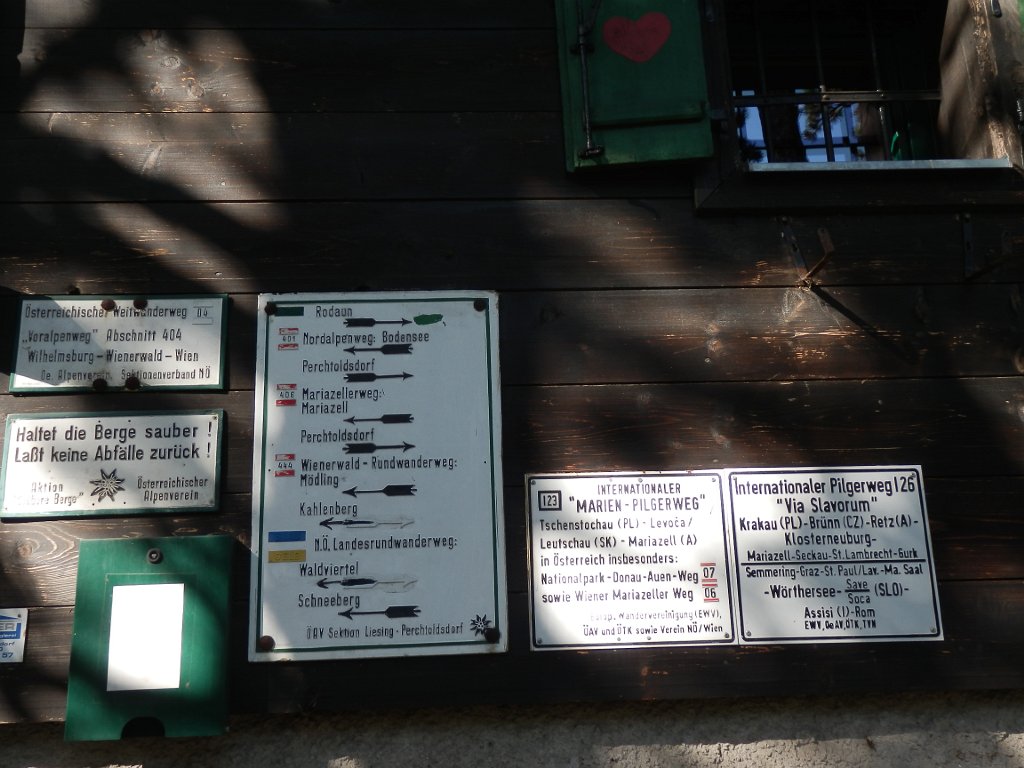 Österreichischer Weitwanderweg 04
"Voralpenweg" Abschnitt 404
Wilhelmsburg - Wienerwald - Wien
Oe. Alpenverein, Sektionenverband NÖ
Haltet die Berge sauber !
Laßt keine Abfälle zurück !
Aktion
"Saubere Berge"
Österreichischer
Alpenverein
Rodaun
401
Nordalpenweg: Bodensee
Perchtoldsdorf
406
Mariazellerweg:
Mariazell
Perchtoldsdorf
444
Wienerwald - Rundwanderweg:
Mödling
Kahlenberg
N.Ö. Landesrundwanderweg:
Waldviertel
Schneeberg
ÖAV Sektion Liesing - Perchtoldsdorf
123
INTERNATIONALER
"MARIEN - PILGERWEG"
Tschenstochau (PL) - Levoča/
Leutschau (SK) - Mariazell (A)
in Österreich insbesonders:
Nationalpark - Donau-Auen-Weg 07
sowie Wiener Mariazeller Weg 06
Europ. Wandervereinigung (EWV),
ÜAV und ÖTK sowie Verein NÖ/Wien
Internationaler Pilgerweg 126
"Via Slavorum"
Krakau (PL) - Brünn (CZ) - Retz (A) -
Klosterneuburg -
Mariazell - Seckau - St. Lambrecht - Gurk
Semmering - Graz - St. Paul / Lav. - Ma. Saal
- Wörthersee - Save
Soca (SLO) -
Assisi (I) - Rom
EWV, OeAV, ÖTK, TVN
57